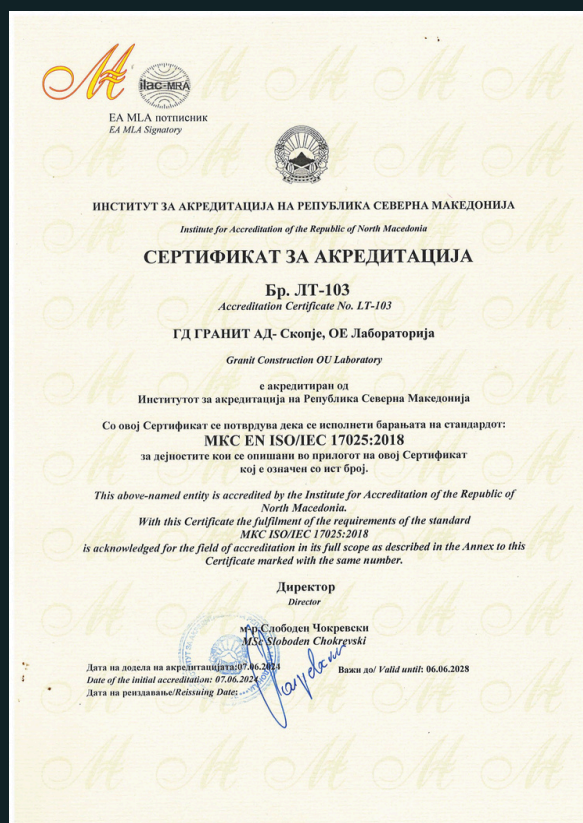 ilac-MRA
EA MLA потписник
EA MLA Signatory
ИНСТИТУТ ЗА АКРЕДИТАЦИЈА НА РЕПУБЛИКА СЕВЕРНА МАКЕДОНИЈА
Institute for Accreditation of the Republic of North Macedonia
СЕРТИФИКАТ ЗА АКРЕДИТАЦИЈА
Бр. ЛТ-103
Accreditation Certificate No. LT-103
ГД ГРАНИТ АД- Скопје, ОЕ Лабораторија
Granit Construction OU Laboratory
е акредитиран од
Институтот за акредитација на Република Северна Македонија
Со овој Сертификат се потврдува дека се исполнети барањата на стандардот:
МКС EN ISO/IEC 17025:2018
за дејностите кои се опишани во прилогот на овој Сертификат
кој е означен со ист број.
This above-named entity is accredited by the Institute for Accreditation of the Republic of
North Macedonia.
With this Certificate the fulfilment of the requirements of the standard
МКС ISO/IEC 17025:2018
is acknowledged for the field of accreditation in its full scope as described in the Annex to this
Certificate marked with the same number.
Директор
Director
м-р Слободен Чокревски
MSc Sloboden Chokrevski
Дата на додела на акредитацијата:07.06.2024
Важи до/ Valid until: 06.06.2028
Date of the initial accreditation: 07.06.2024
Дата на реиздавање/Reissuing Date: